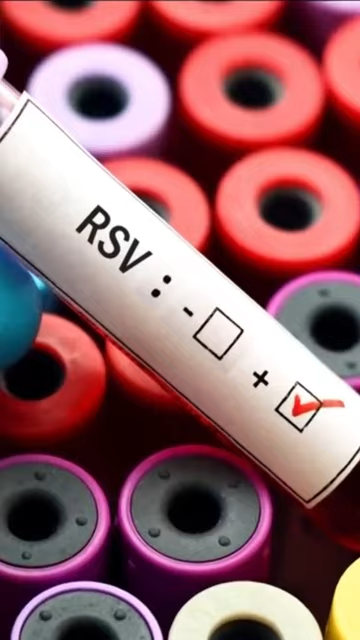 RSV : - ☐ + ☑